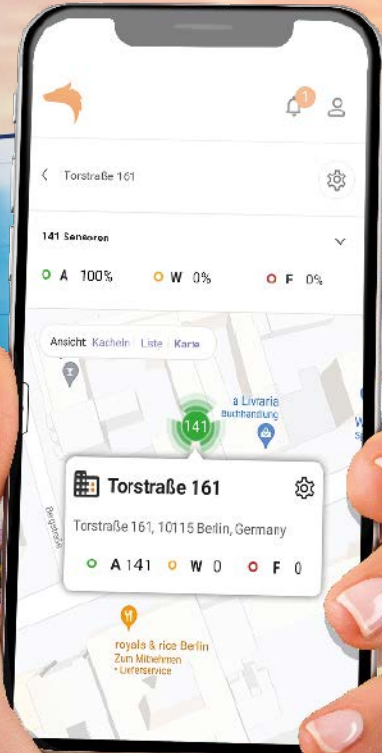 1
Torstraße 161
141 Sensoren
A 100% W 0% F 0%
Ansicht Kacheln Liste Karte
a Livraria
Buchhandlung
141
Torstraße 161
Torstraße 161, 10115 Berlin, Germany
A 141 W 0 F 0
Bergstraße
royals & rice Berlin
Zum Mitnehmen
• Lieferservice